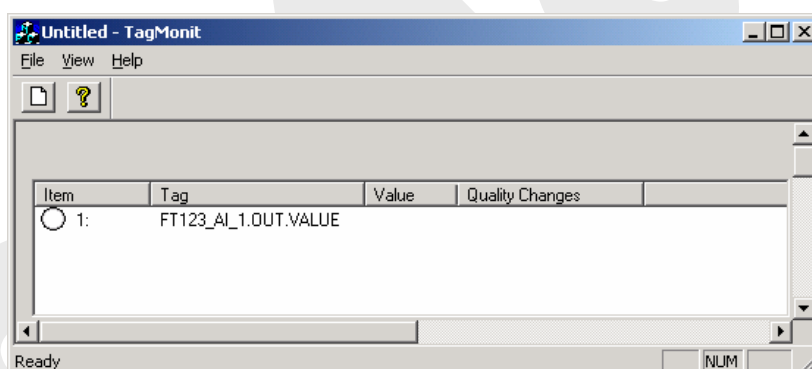 Untitled - TagMonit
File View Help
Item Tag Value Quality Changes
1: FT123_AI_1.OUT.VALUE
Ready NUM